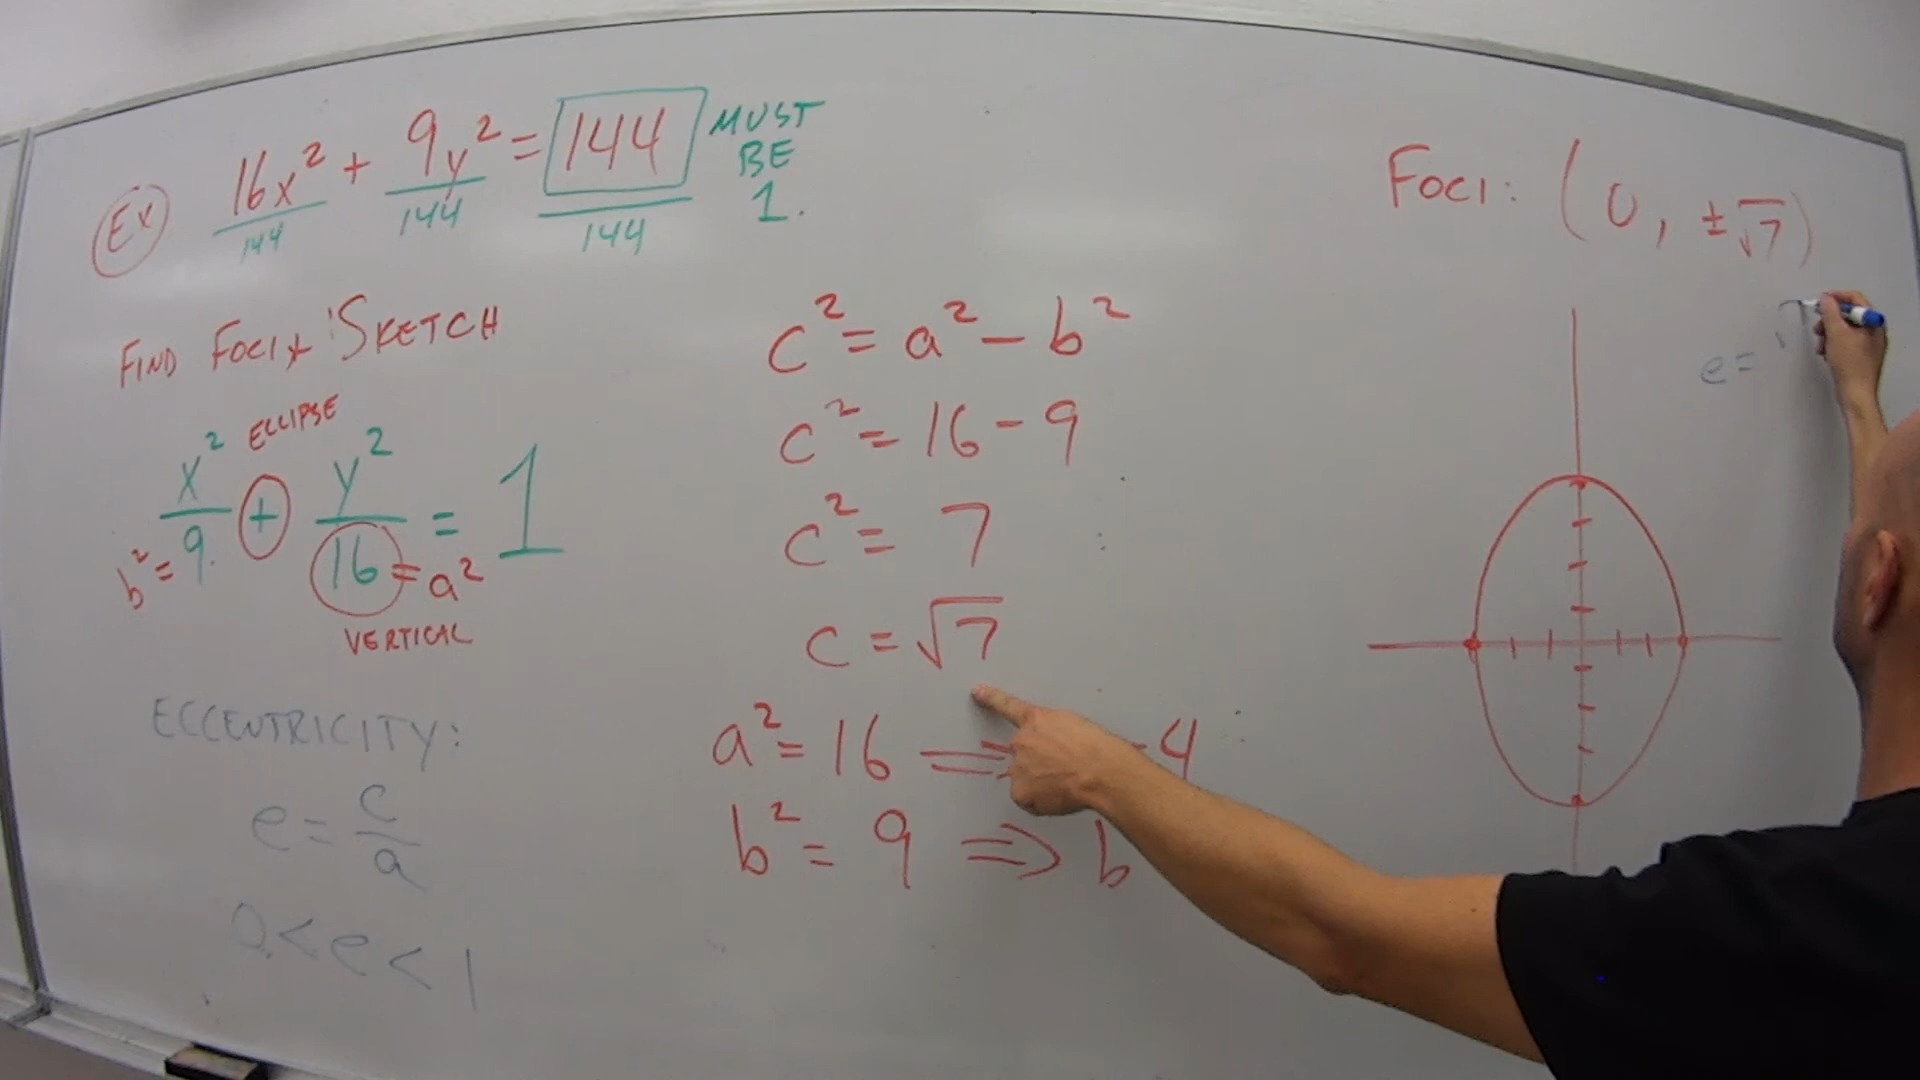 Ex 16x²/144 + 9y²/144 = 144/144 MUST BE 1.
FIND FOCI + SKETCH
ELLIPSE
x²/9 + y²/16 = 1
b² = 9 16 = a²
VERTICAL
ECCENTRICITY:
e = c/a
0 < e < 1
c² = a² - b²
c² = 16 - 9
c² = 7
c = √7
a² = 16 ⇒ 4
b² = 9 ⇒ b
FOCI: (0, ±√7)
e =